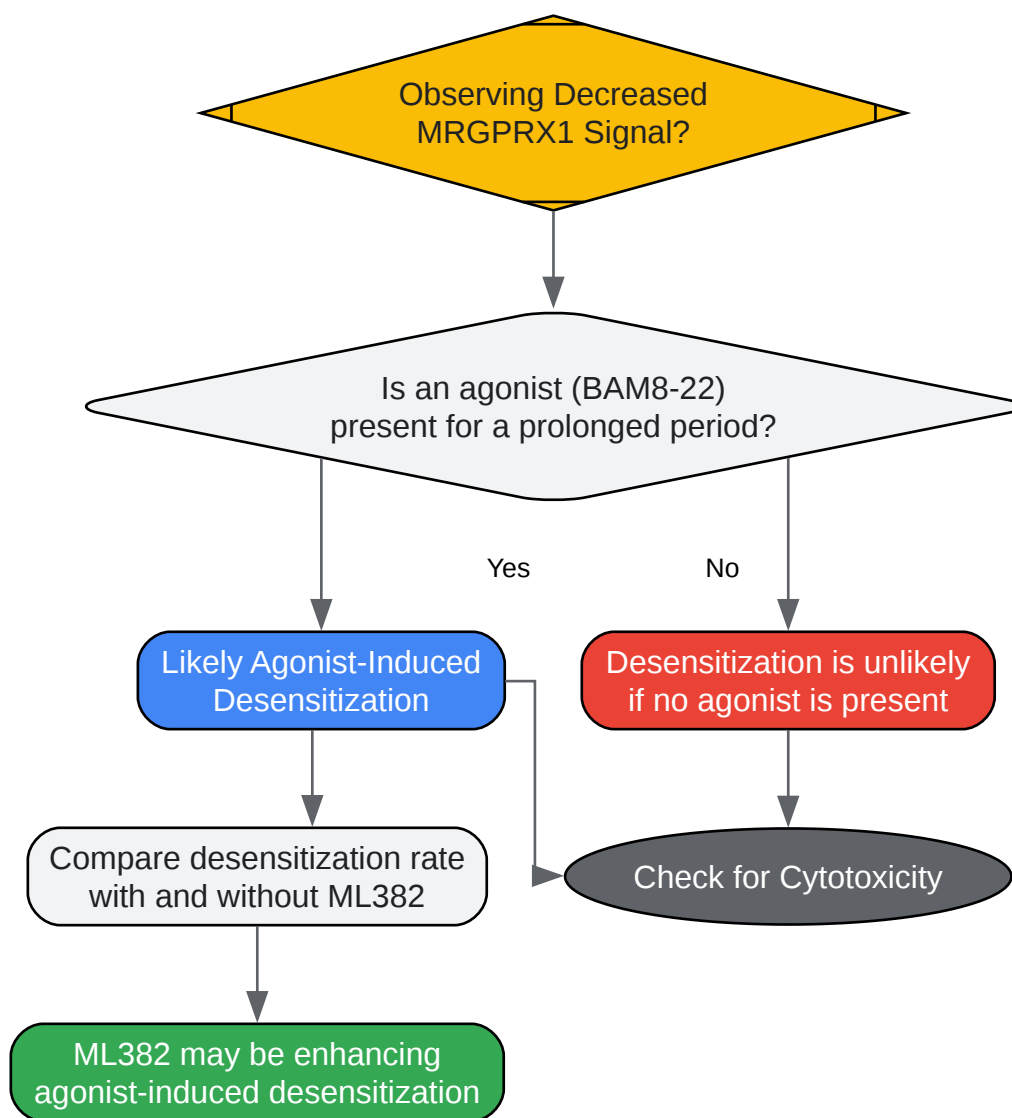 Observing Decreased
MRGPRX1 Signal?
Is an agonist (BAM8-22)
present for a prolonged period?
Yes
No
Likely Agonist-Induced
Desensitization
Desensitization is unlikely
if no agonist is present
Compare desensitization rate
with and without ML382
Check for Cytotoxicity
ML382 may be enhancing
agonist-induced desensitization